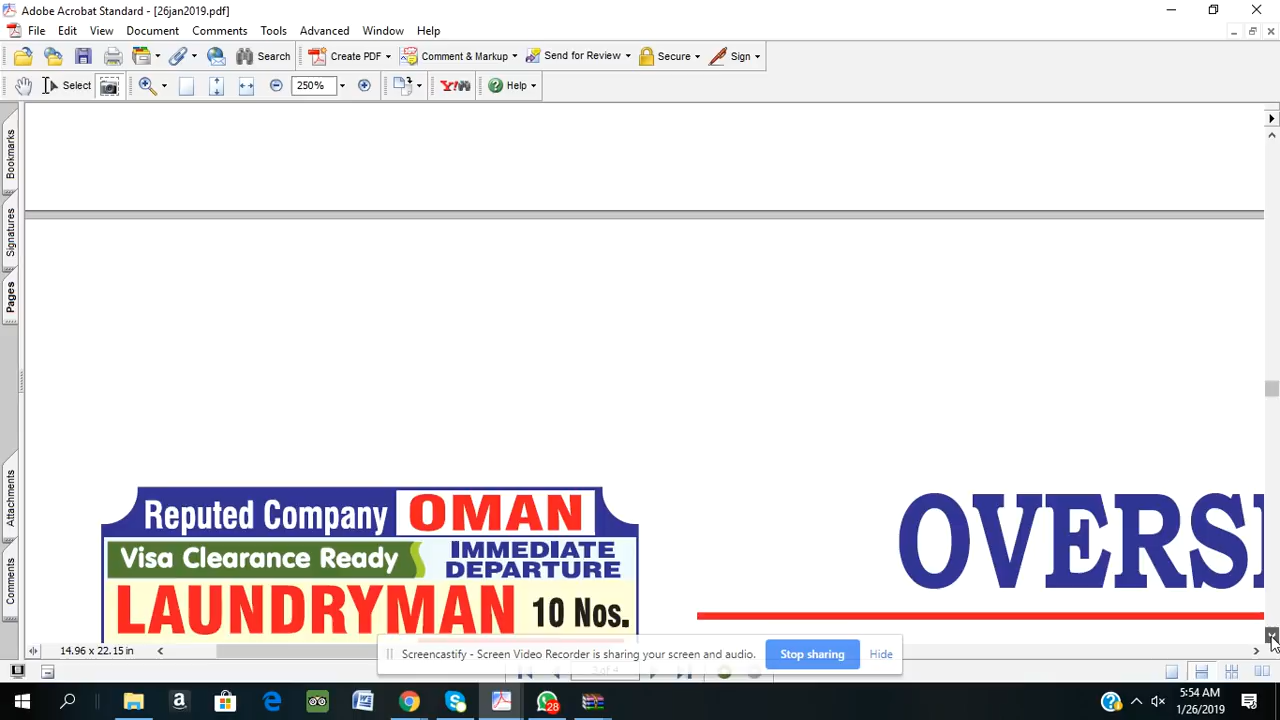 Adobe Acrobat Standard - [26jan2019.pdf]
File Edit View Document Comments Tools Advanced Window Help
Search Create PDF Comment & Markup Send for Review Secure Sign
Select 250% Y! Help
Bookmarks
Signatures
Pages
Attachments
Comments
Reputed Company OMAN
Visa Clearance Ready IMMEDIATE
DEPARTURE
LAUNDRYMAN 10 Nos.
OVERS
14.96 x 22.15 in
Screencastify - Screen Video Recorder is sharing your screen and audio. Stop sharing Hide
28
5:54 AM
1/26/2019